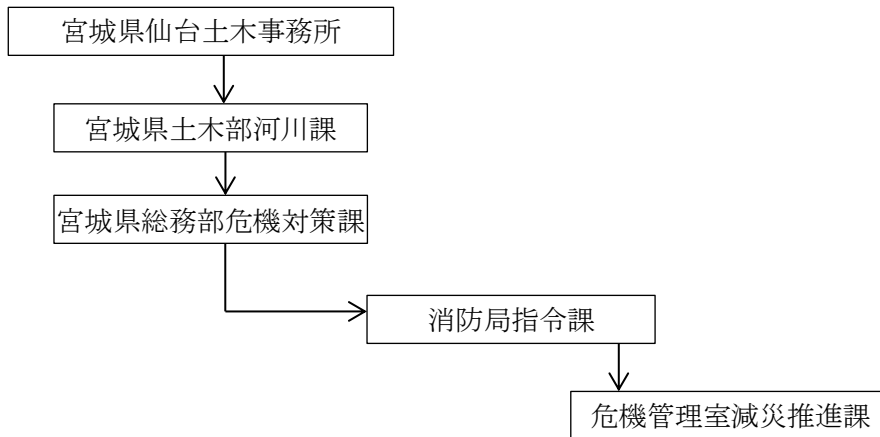 宮城県仙台土木事務所
宮城県土木部河川課
宮城県総務部危機対策課
消防局指令課
危機管理室減災推進課